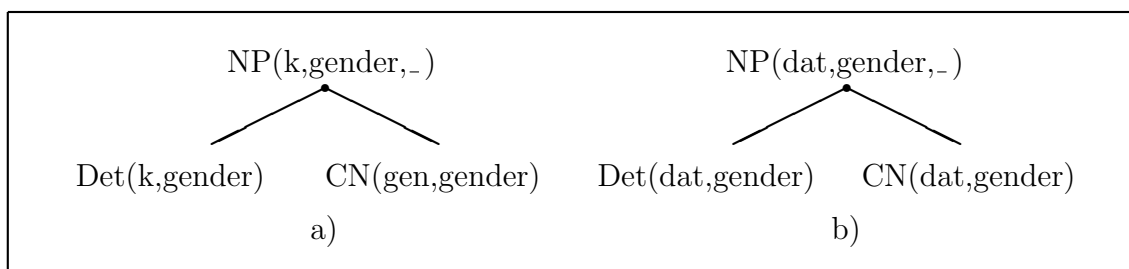 NP(k,gender,_) NP(dat,gender,_)
Det(k,gender) CN(gen,gender) Det(dat,gender) CN(dat,gender)
a) b)